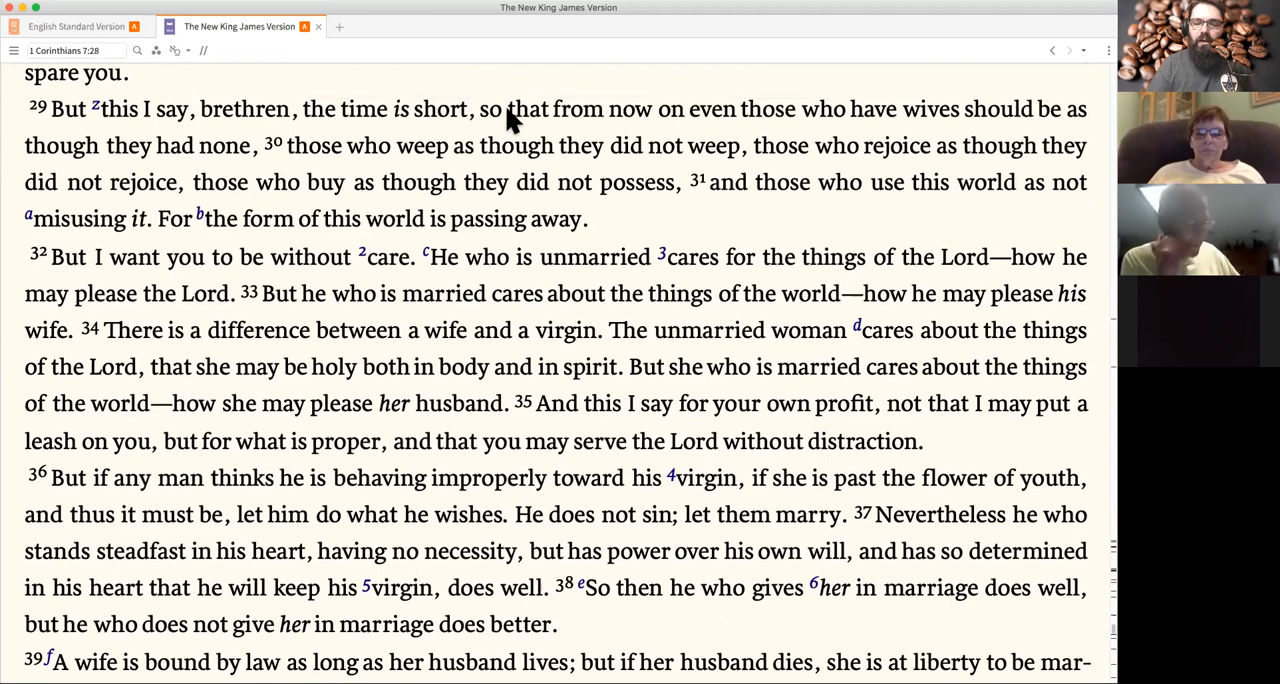 The New King James Version
English Standard Version A
The New King James Version A
1 Corinthians 7:28
spare you.
29 But zthis I say, brethren, the time is short, so that from now on even those who have wives should be as
though they had none, 30 those who weep as though they did not weep, those who rejoice as though they
did not rejoice, those who buy as though they did not possess, 31 and those who use this world as not
amisusing it. For bthe form of this world is passing away.
32 But I want you to be without 2care. cHe who is unmarried 3cares for the things of the Lord—how he
may please the Lord. 33 But he who is married cares about the things of the world—how he may please his
wife. 34 There is a difference between a wife and a virgin. The unmarried woman dcares about the things
of the Lord, that she may be holy both in body and in spirit. But she who is married cares about the things
of the world—how she may please her husband. 35 And this I say for your own profit, not that I may put a
leash on you, but for what is proper, and that you may serve the Lord without distraction.
36 But if any man thinks he is behaving improperly toward his 4virgin, if she is past the flower of youth,
and thus it must be, let him do what he wishes. He does not sin; let them marry. 37 Nevertheless he who
stands steadfast in his heart, having no necessity, but has power over his own will, and has so determined
in his heart that he will keep his 5virgin, does well. 38 eSo then he who gives 6her in marriage does well,
but he who does not give her in marriage does better.
39 fA wife is bound by law as long as her husband lives; but if her husband dies, she is at liberty to be mar-